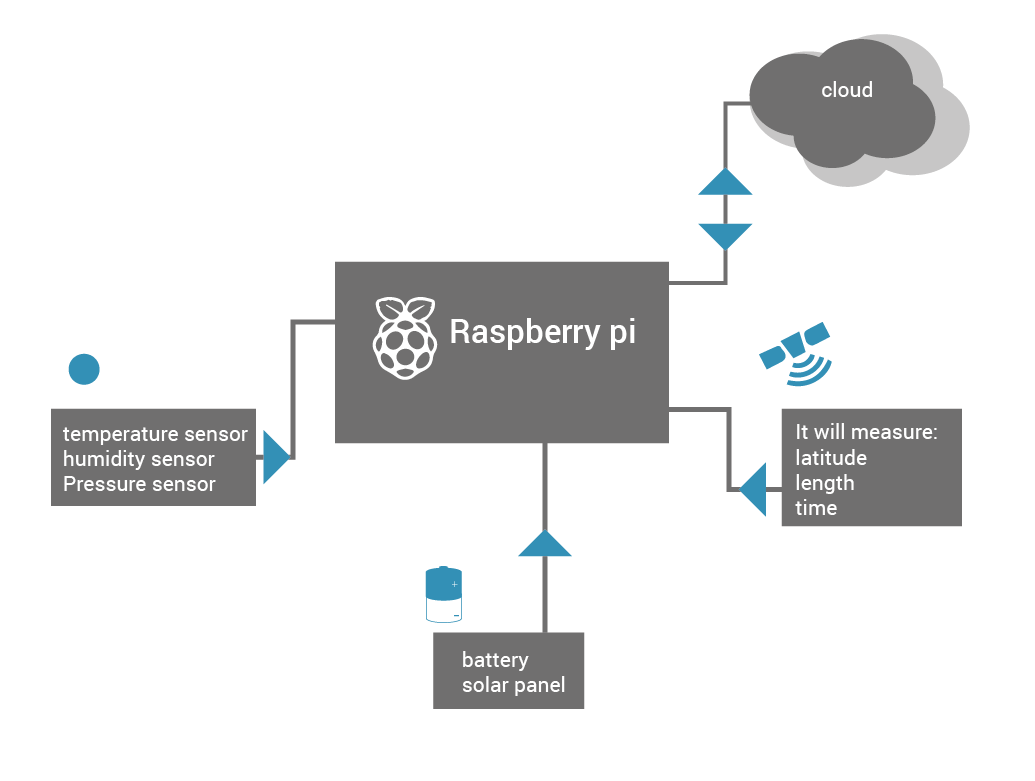 cloud
Raspberry pi
temperature sensor
humidity sensor
Pressure sensor
It will measure:
latitude
length
time
+
−
battery
solar panel